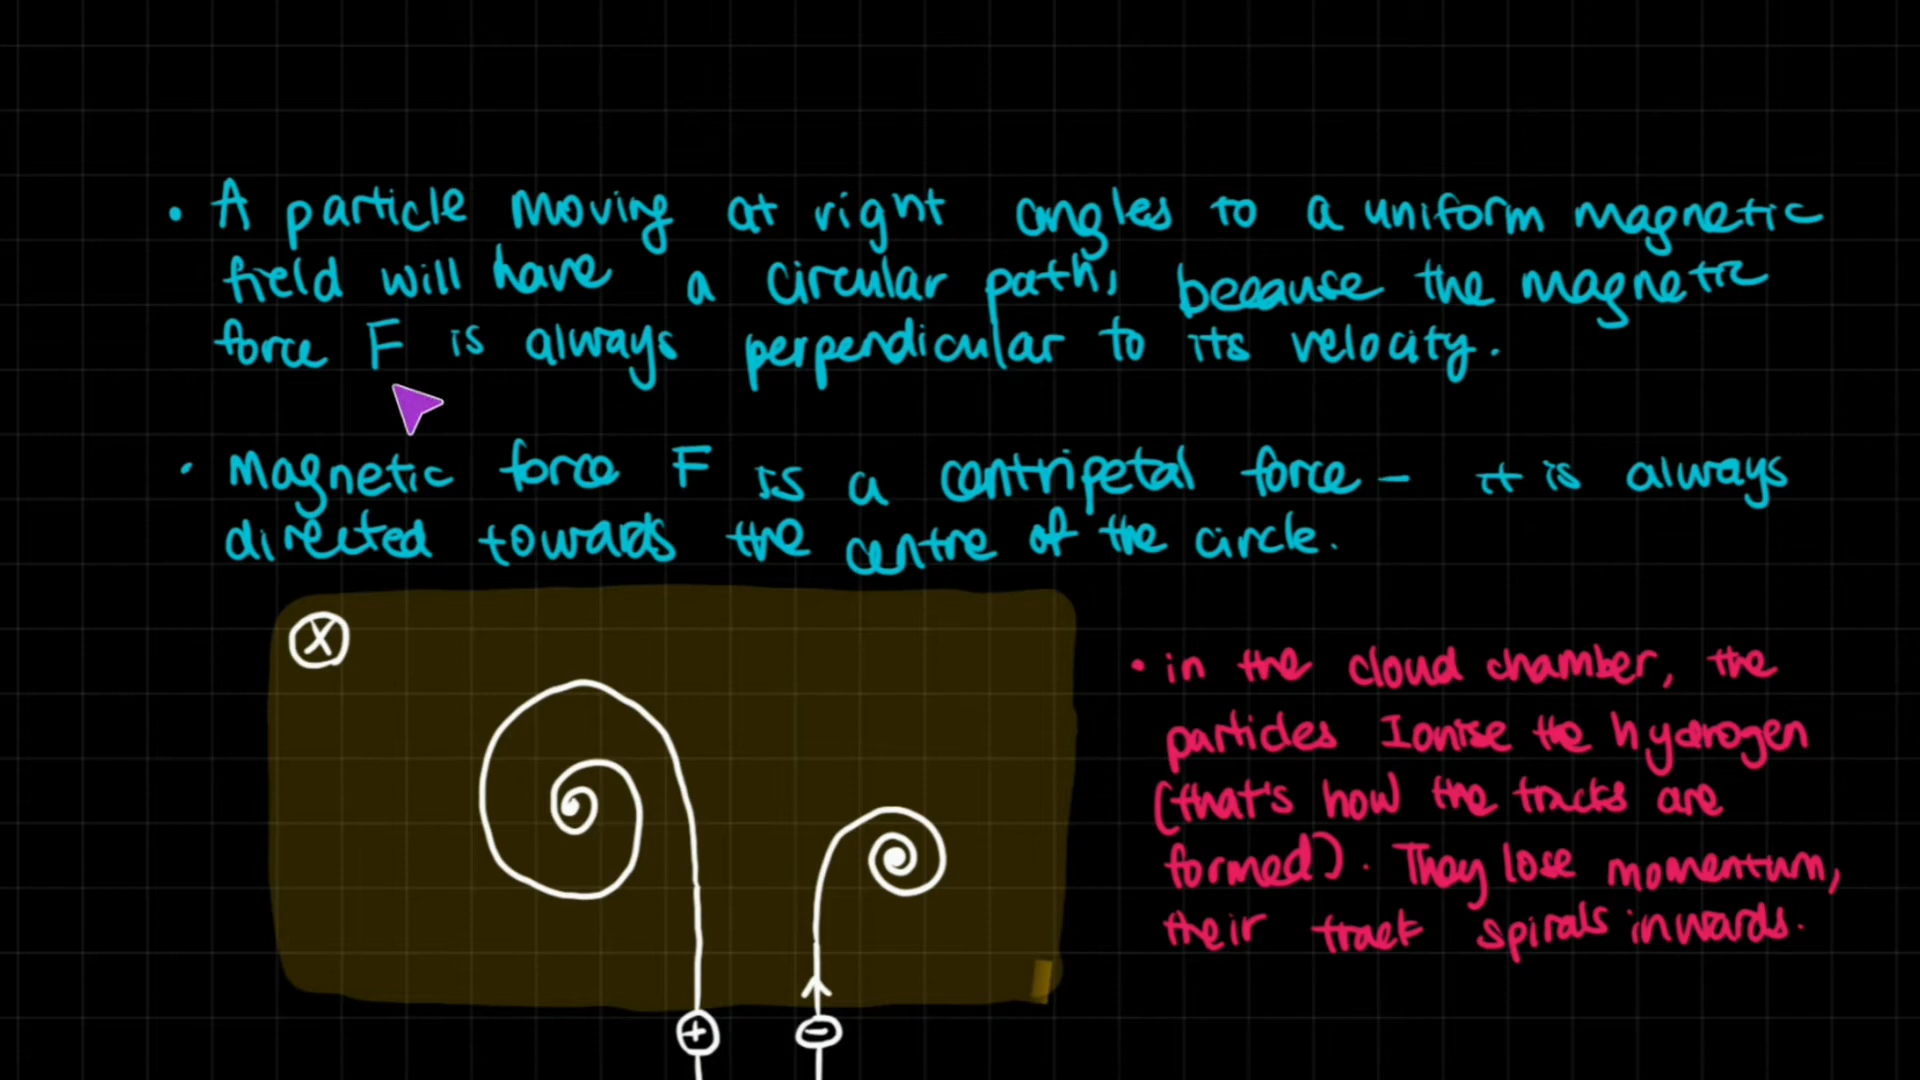 • A particle moving at right angles to a uniform magnetic
field will have a circular path, because the magnetic
force F is always perpendicular to its velocity.
• Magnetic force F is a centripetal force – it is always
directed towards the centre of the circle.
X
• in the cloud chamber, the
particles Ionise the hydrogen
(that's how the tracks are
formed). They lose momentum,
their track spirals inwards.
+ −